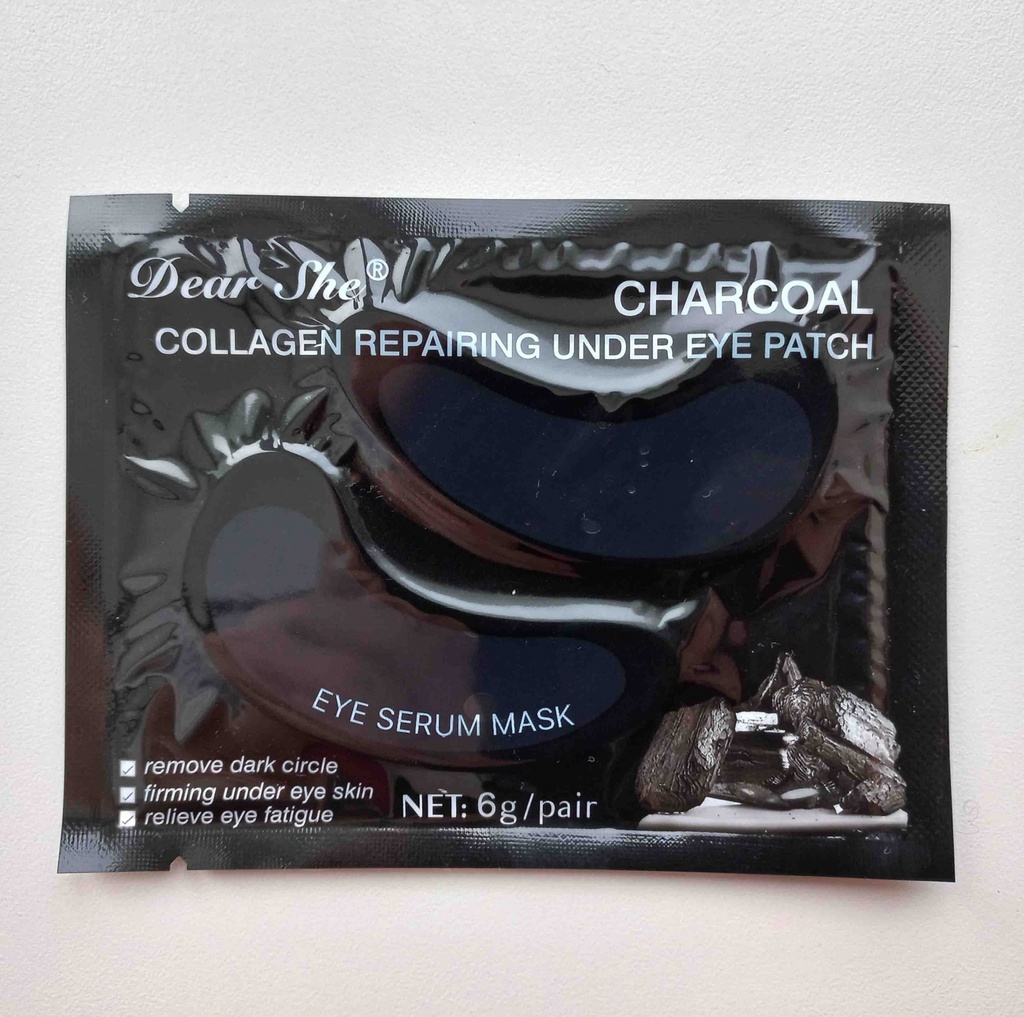 Dear She®
CHARCOAL
COLLAGEN REPAIRING UNDER EYE PATCH
EYE SERUM MASK
remove dark circle
firming under eye skin
relieve eye fatigue
NET: 6g/pair